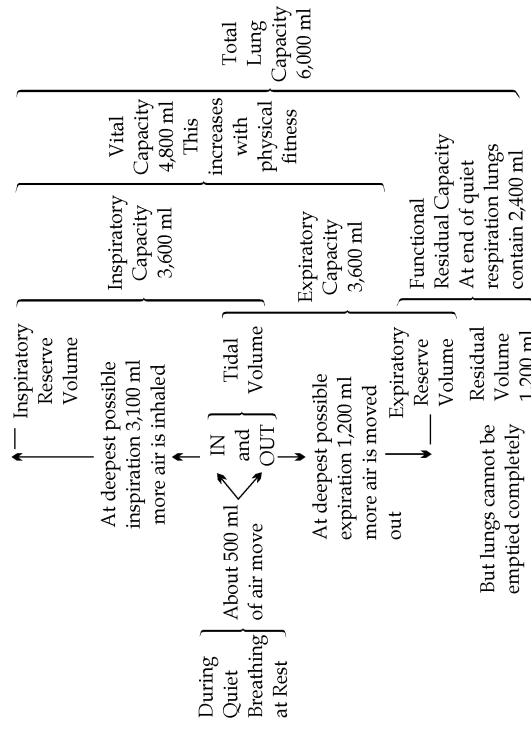 During
Quiet
Breathing
at Rest
About 500 ml
of air move
IN
and
OUT
Tidal
Volume
At deepest possible
inspiration 3,100 ml
more air is inhaled
Inspiratory
Reserve
Volume
At deepest possible
expiration 1,200 ml
more air is moved
out
Expiratory
Reserve
Volume
But lungs cannot be
emptied completely
Residual
Volume
1,200 ml
Inspiratory
Capacity
3,600 ml
Expiratory
Capacity
3,600 ml
Functional
Residual Capacity
At end of quiet
respiration lungs
contain 2,400 ml
Vital
Capacity
4,800 ml
This
increases
with
physical
fitness
Total
Lung
Capacity
6,000 ml